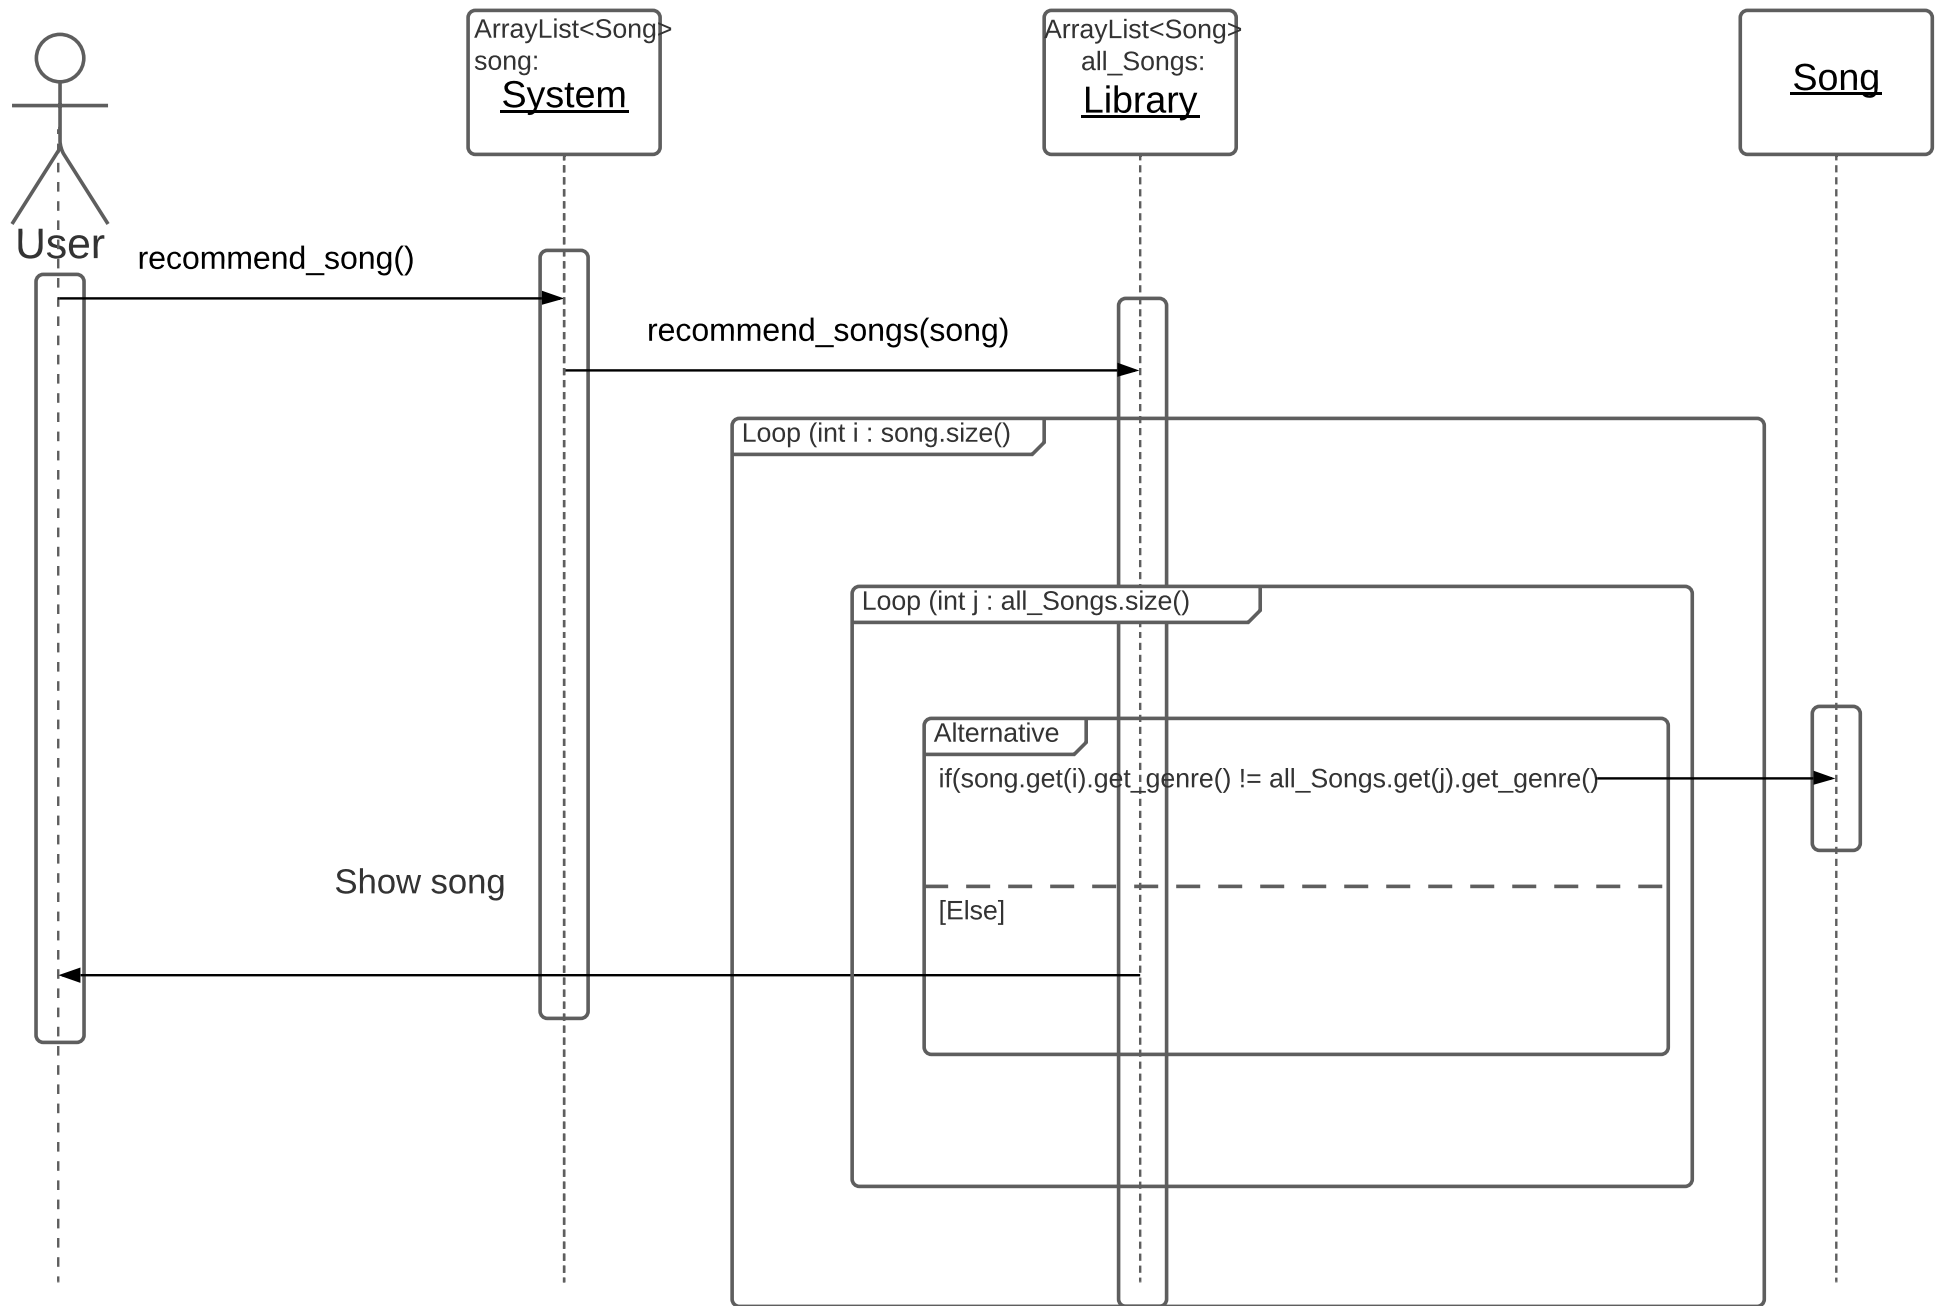 ArrayList<Song>
song:
System
ArrayList<Song>
all_Songs:
Library
Song
User
recommend_song()
recommend_songs(song)
Loop (int i : song.size()
Loop (int j : all_Songs.size()
Alternative
if(song.get(i).get_genre() != all_Songs.get(j).get_genre()
Show song
[Else]